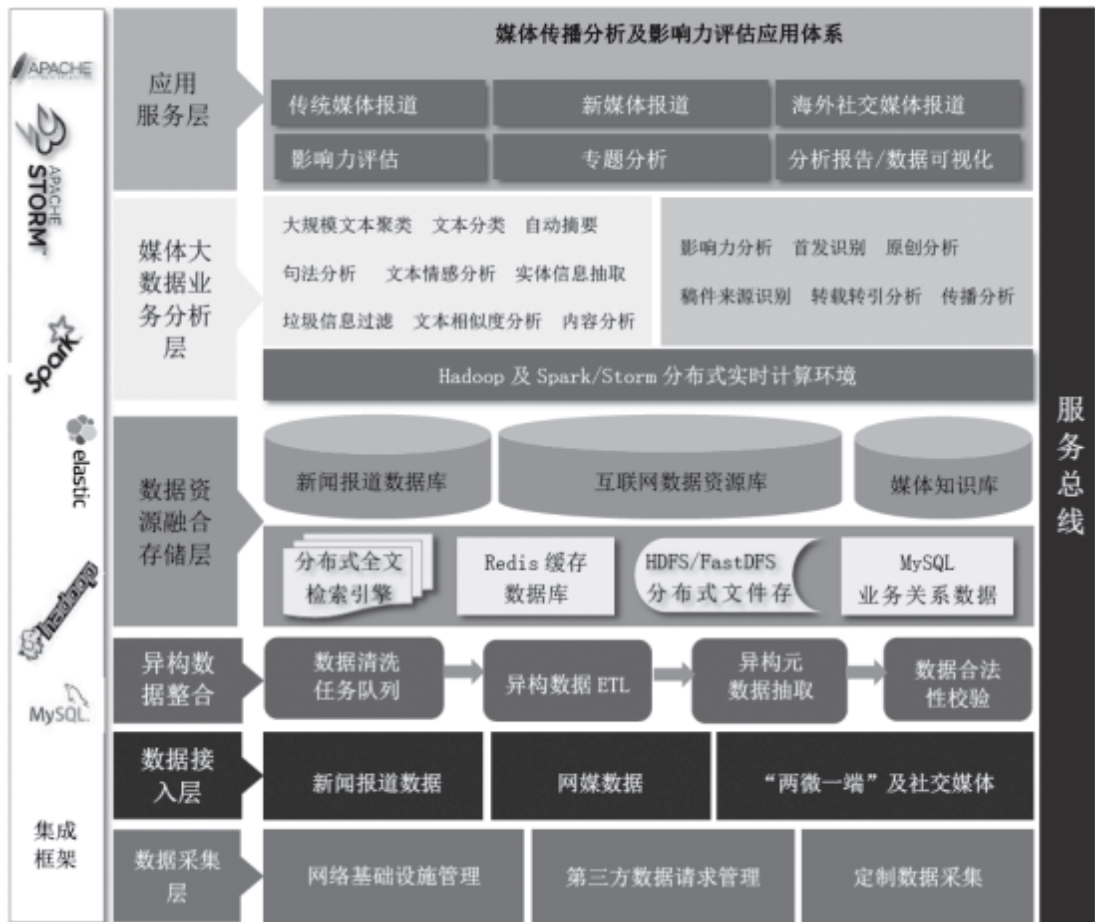 媒体传播分析及影响力评估应用体系
APACHE
应用
服务层
传统媒体报道
新媒体报道
海外社交媒体报道
影响力评估
专题分析
分析报告/数据可视化
APACHE
STORM
媒体大
数据业
务分析
层
大规模文本聚类 文本分类 自动摘要
句法分析 文本情感分析 实体信息抽取
垃圾信息过滤 文本相似度分析 内容分析
影响力分析 首发识别 原创分析
稿件来源识别 转载转引分析 传播分析
Hadoop 及 Spark/Storm 分布式实时计算环境
Spark
elastic
数据资
源融合
存储层
新闻报道数据库
互联网数据资源库
媒体知识库
分布式全文
检索引擎
Redis 缓存
数据库
HDFS/FastDFS
分布式文件存
MySQL
业务关系数据
hadoop
异构数
据整合
数据清洗
任务队列
异构数据 ETL
异构元
数据抽取
数据合法
性校验
MySQL
数据接
入层
新闻报道数据
网媒数据
“两微一端”及社交媒体
集成
框架
数据采集
层
网络基础设施管理
第三方数据请求管理
定制数据采集
服务总线